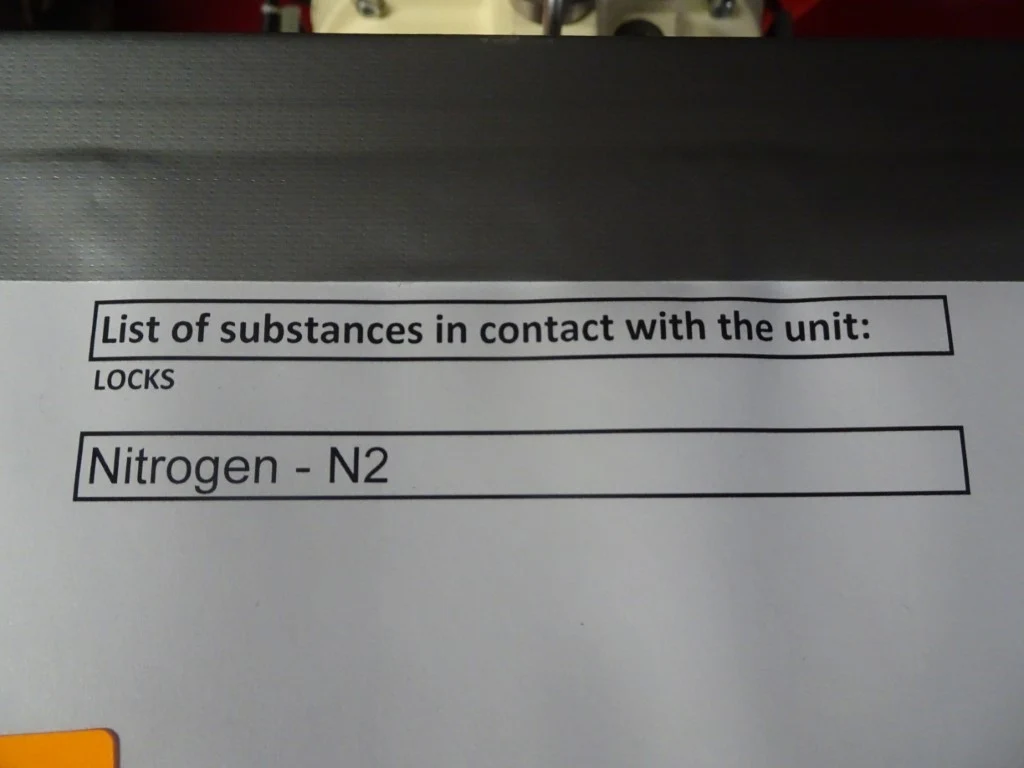 List of substances in contact with the unit:
LOCKS
Nitrogen - N2